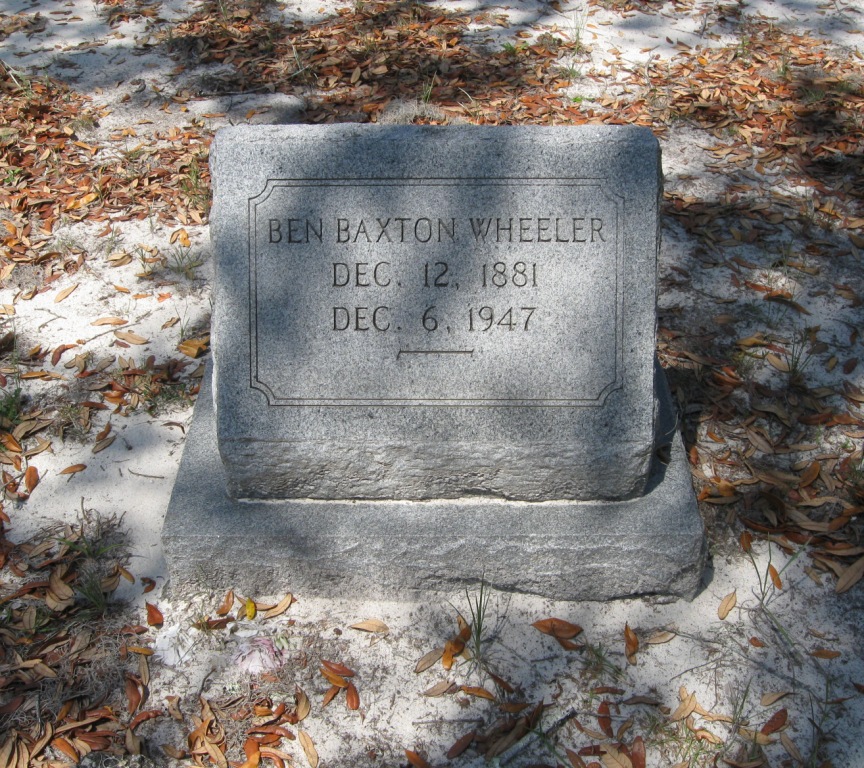 BEN BAXTON WHEELER
DEC. 12, 1881
DEC. 6, 1947